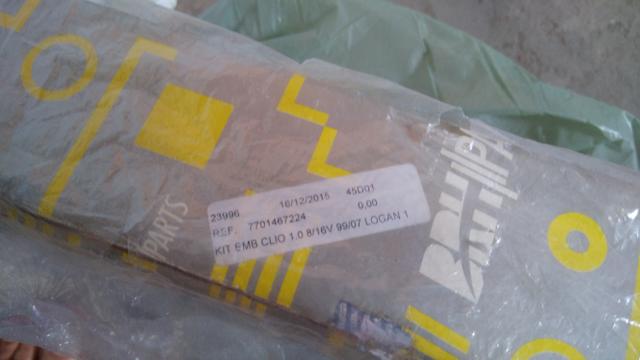 23996 16/12/2015 45D01
REF. 7701467224 0,00
KIT EMB CLIO 1.0 8/16V 99/07 LOGAN 1
PARTS